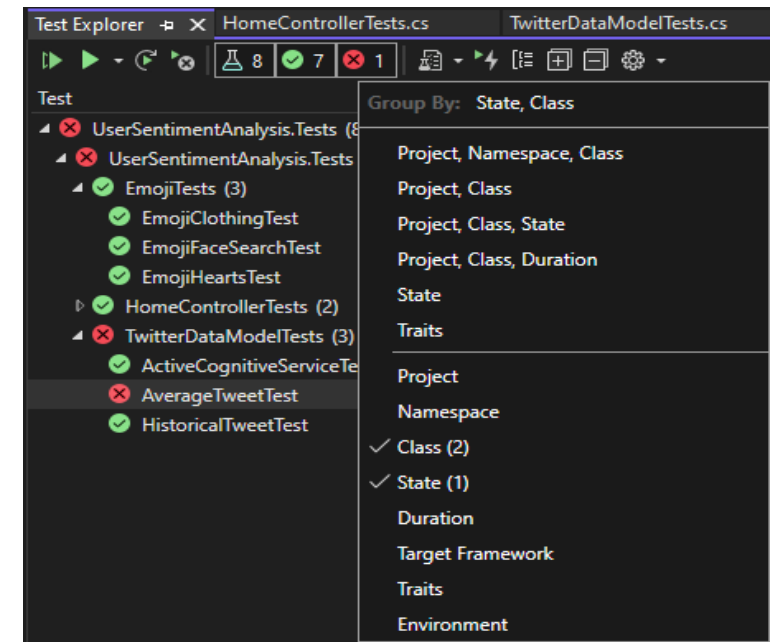 Test Explorer
HomeControllerTests.cs
TwitterDataModelTests.cs
8
7
1
Test
UserSentimentAnalysis.Tests (8
UserSentimentAnalysis.Tests
EmojiTests (3)
EmojiClothingTest
EmojiFaceSearchTest
EmojiHeartsTest
HomeControllerTests (2)
TwitterDataModelTests (3)
ActiveCognitiveServiceTe
AverageTweetTest
HistoricalTweetTest
Group By: State, Class
Project, Namespace, Class
Project, Class
Project, Class, State
Project, Class, Duration
State
Traits
Project
Namespace
Class (2)
State (1)
Duration
Target Framework
Traits
Environment